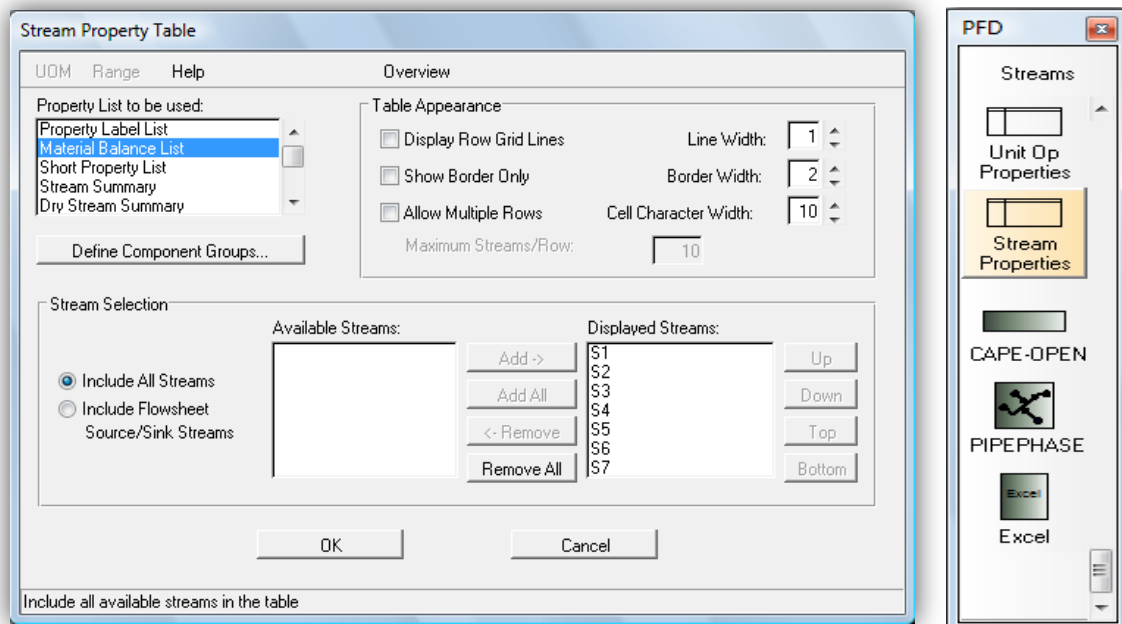 Stream Property Table
UOM Range Help Overview
Property List to be used:
Property Label List
Material Balance List
Short Property List
Stream Summary
Dry Stream Summary
Define Component Groups...
Table Appearance
Display Row Grid Lines
Line Width: 1
Show Border Only
Border Width: 2
Allow Multiple Rows
Cell Character Width: 10
Maximum Streams/Row: 10
Stream Selection
Include All Streams
Include Flowsheet
Source/Sink Streams
Available Streams:
Add ->
Add All
<- Remove
Remove All
Displayed Streams:
S1
S2
S3
S4
S5
S6
S7
Up
Down
Top
Bottom
OK
Cancel
Include all available streams in the table
PFD
Streams
Unit Op
Properties
Stream
Properties
CAPE-OPEN
PIPEPHASE
Excel
Excel